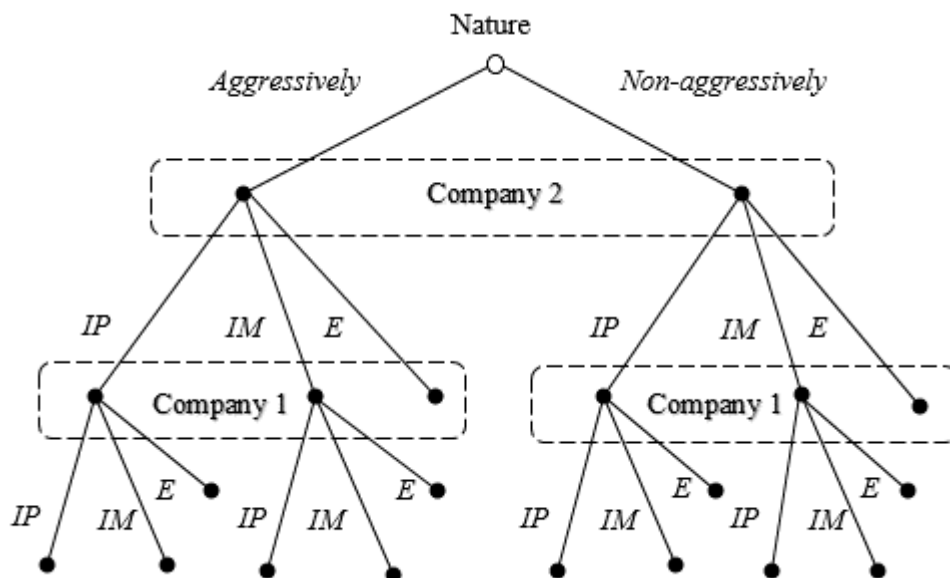 Nature
Aggressively Non-aggressively
Company 2
IP IM E IP IM E
Company 1 Company 1
E E E E
IP IM IP IM IP IM IP IM